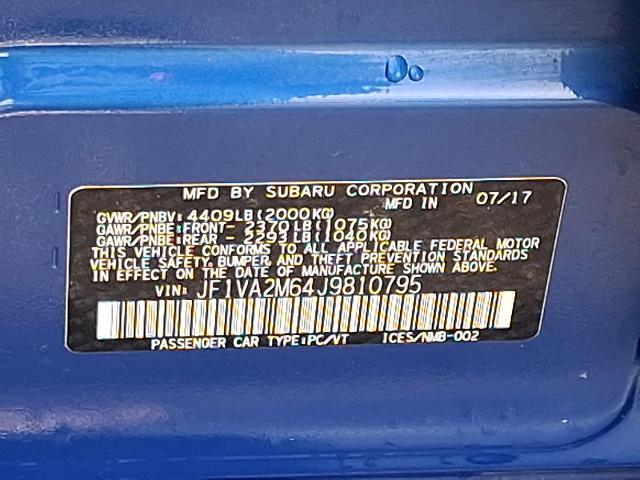 MFD BY SUBARU CORPORATION
MFD IN 07/17
GVWR/PNBV: 4409LB(2000KG)
GAWR/PNBE:FRONT- 2370LB(1075KG)
GAWR/PNBE:REAR - 2293LB(1040KG)
THIS VEHICLE CONFORMS TO ALL APPLICABLE FEDERAL MOTOR
VEHICLE SAFETY, BUMPER, AND THEFT PREVENTION STANDARDS
IN EFFECT ON THE DATE OF MANUFACTURE SHOWN ABOVE.
VIN: JF1VA2M64J9810795
PASSENGER CAR TYPE:PC/VT ICES/NMB-002